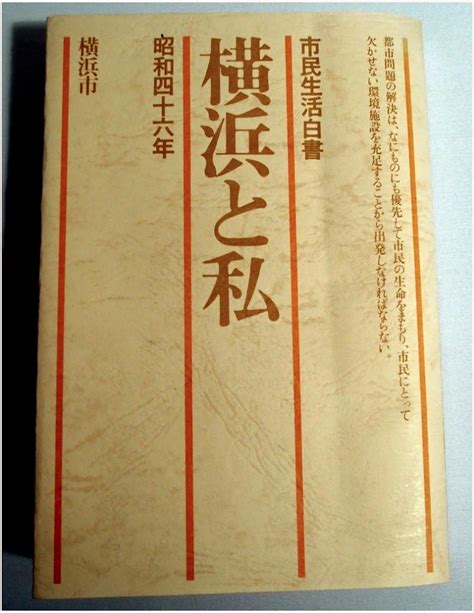 都市問題の解決は、なにものにも優先して市民の生命をまもり、市民にとって
欠かせない環境施設を充足することから出発しなければならない。
市民生活白書
横浜と私
昭和四十六年
横浜市